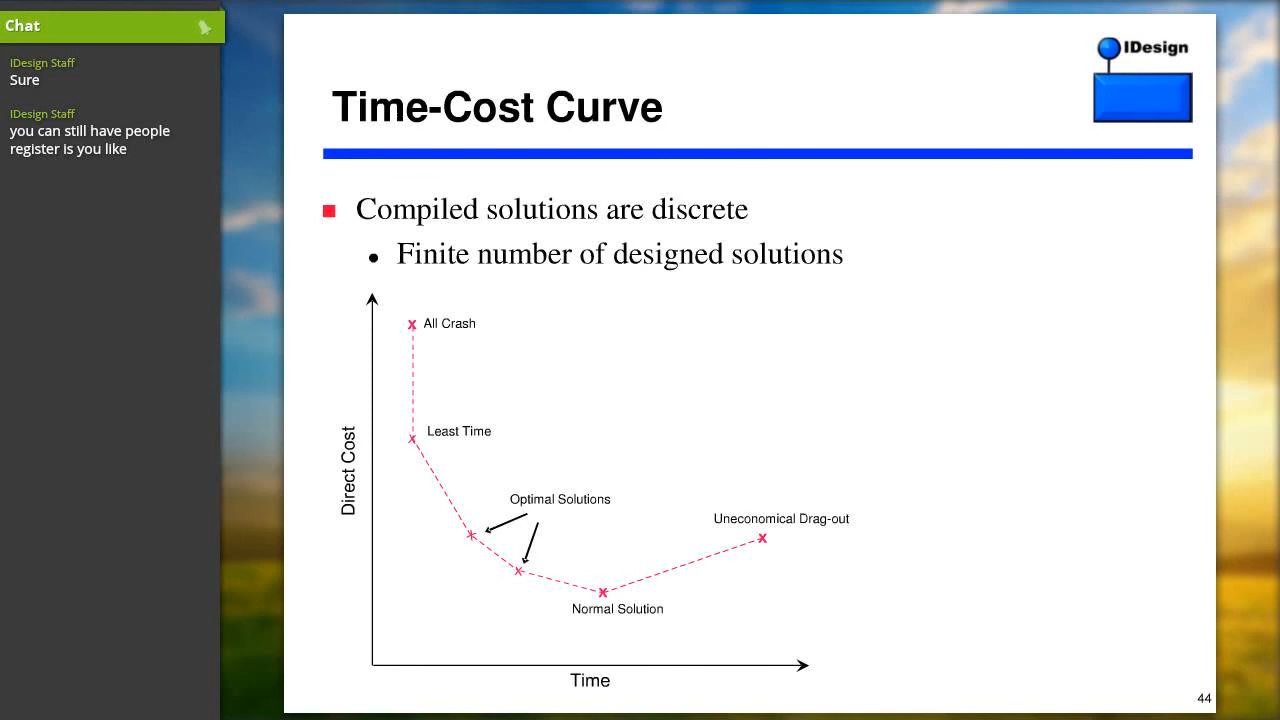 Chat
IDesign Staff
Sure
IDesign Staff
you can still have people
register is you like
IDesign
Time-Cost Curve
Compiled solutions are discrete
Finite number of designed solutions
All Crash
Least Time
Optimal Solutions
Uneconomical Drag-out
Normal Solution
Direct Cost
Time
44